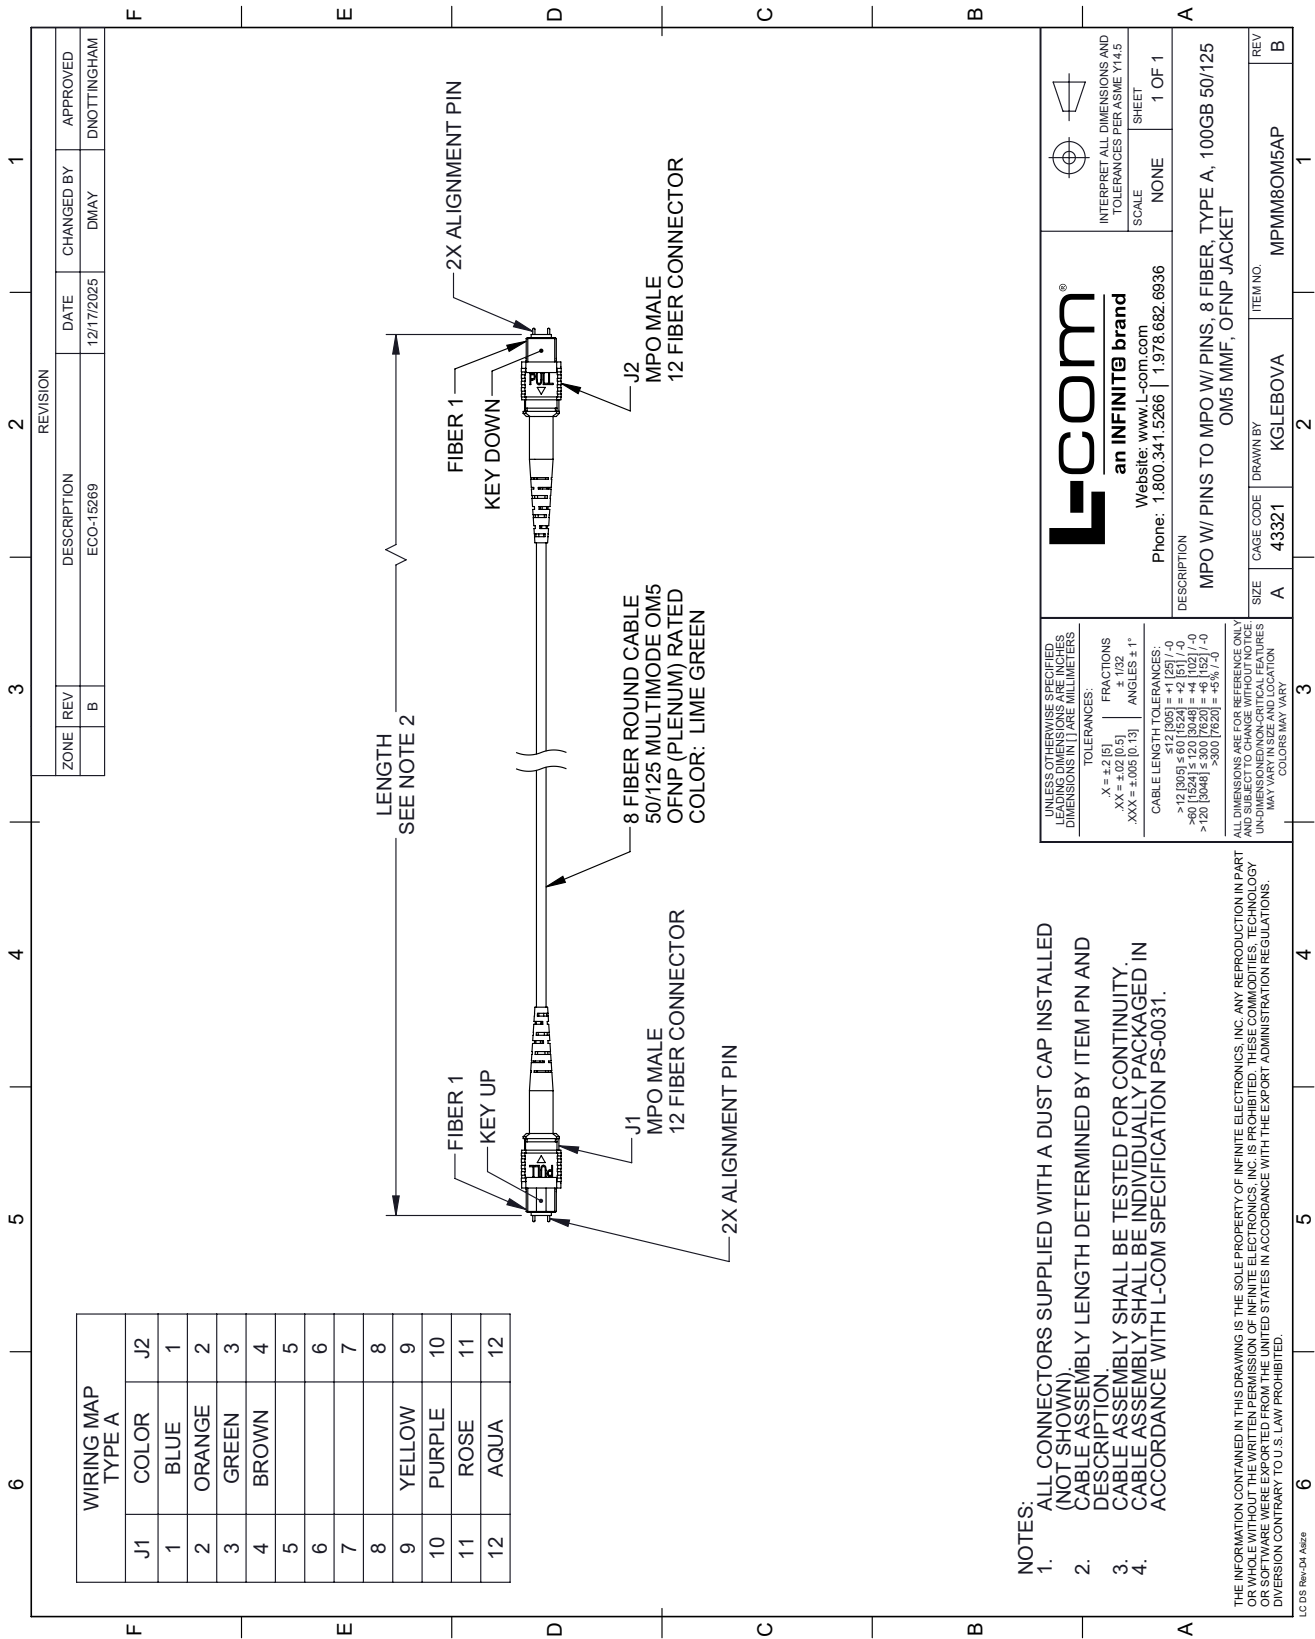 6
5
4
3
2
1
F
E
D
C
B
A
F
E
D
C
B
A
6
5
4
3
2
1
REVISION
ZONE REV DESCRIPTION DATE CHANGED BY APPROVED
B ECO-15269 12/17/2025 DMAY DNOTTINGHAM
WIRING MAP
TYPE A
J1 COLOR J2
1 BLUE 1
2 ORANGE 2
3 GREEN 3
4 BROWN 4
5 5
6 6
7 7
8 8
9 YELLOW 9
10 PURPLE 10
11 ROSE 11
12 AQUA 12
LENGTH
SEE NOTE 2
FIBER 1
KEY UP
PULL
J1
MPO MALE
12 FIBER CONNECTOR
2X ALIGNMENT PIN
8 FIBER ROUND CABLE
50/125 MULTIMODE OM5
OFNP (PLENUM) RATED
COLOR: LIME GREEN
FIBER 1
KEY DOWN
PULL
2X ALIGNMENT PIN
J2
MPO MALE
12 FIBER CONNECTOR
NOTES:
1. ALL CONNECTORS SUPPLIED WITH A DUST CAP INSTALLED
(NOT SHOWN).
2. CABLE ASSEMBLY LENGTH DETERMINED BY ITEM PN AND
DESCRIPTION.
3. CABLE ASSEMBLY SHALL BE TESTED FOR CONTINUITY.
4. CABLE ASSEMBLY SHALL BE INDIVIDUALLY PACKAGED IN
ACCORDANCE WITH L-COM SPECIFICATION PS-0031.
THE INFORMATION CONTAINED IN THIS DRAWING IS THE SOLE PROPERTY OF INFINITE ELECTRONICS, INC. ANY REPRODUCTION IN PART
OR WHOLE WITHOUT THE WRITTEN PERMISSION OF INFINITE ELECTRONICS, INC. IS PROHIBITED. THESE COMMODITIES, TECHNOLOGY
OR SOFTWARE WERE EXPORTED FROM THE UNITED STATES IN ACCORDANCE WITH THE EXPORT ADMINISTRATION REGULATIONS.
DIVERSION CONTRARY TO U.S. LAW PROHIBITED.
LC DS Rev-D4 Asize
UNLESS OTHERWISE SPECIFIED
LEADING DIMENSIONS ARE INCHES
DIMENSIONS IN [ ] ARE MILLIMETERS
TOLERANCES:
.X = ±.2 [5] FRACTIONS
.XX = ±.02 [0.5] ± 1/32
.XXX = ±.005 [0.13] ANGLES ± 1°
CABLE LENGTH TOLERANCES:
≤12 [305] = +1 [25] / -0
>12 [305] ≤ 60 [1524] = +2 [51] / -0
>60 [1524] ≤ 120 [3048] = +4 [102] / -0
>120 [3048] ≤ 300 [7620] = +6 [152] / -0
>300 [7620] = +5% / -0
ALL DIMENSIONS ARE FOR REFERENCE ONLY
AND SUBJECT TO CHANGE WITHOUT NOTICE.
UN-DIMENSIONED/NON-CRITICAL FEATURES
MAY VARY IN SIZE AND LOCATION
COLORS MAY VARY
L-com®
an INFINIT∞ brand
Website: www.L-com.com
Phone: 1.800.341.5266 | 1.978.682.6936
INTERPRET ALL DIMENSIONS AND
TOLERANCES PER ASME Y14.5
SCALE SHEET
NONE 1 OF 1
DESCRIPTION
MPO W/ PINS TO MPO W/ PINS, 8 FIBER, TYPE A, 100GB 50/125
OM5 MMF, OFNP JACKET
SIZE CAGE CODE DRAWN BY ITEM NO. REV
A 43321 KGLEBOVA MPMM8OM5AP B